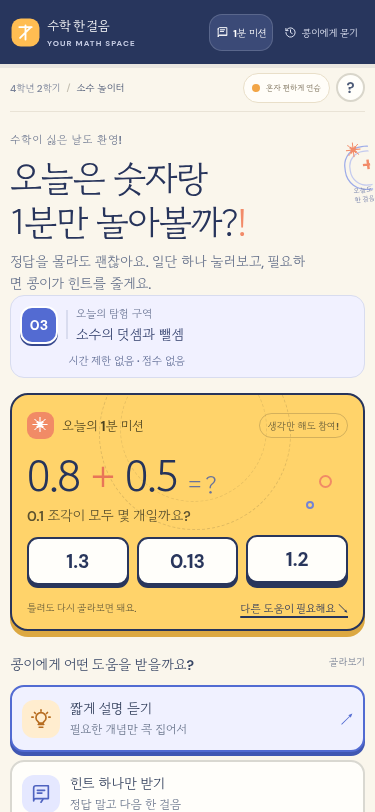 수학 한걸음
YOUR MATH SPACE
1분 미션
콩이에게 묻기
4학년 2학기 / 소수 놀이터
혼자 편하게 연습
?
수학이 싫은 날도 환영!
오늘은 숫자랑
1분만 놀아볼까?!
오늘도
한 걸음
정답을 몰라도 괜찮아요. 일단 하나 눌러보고, 필요하
면 콩이가 힌트를 줄게요.
03
오늘의 탐험 구역
소수의 덧셈과 뺄셈
시간 제한 없음 · 점수 없음
오늘의 1분 미션
생각만 해도 참여!
0.8 + 0.5 = ?
0.1 조각이 모두 몇 개일까요?
1.3
0.13
1.2
틀려도 다시 골라보면 돼요.
다른 도움이 필요해요 ↘
콩이에게 어떤 도움을 받을까요?
골라보기
짧게 설명 듣기
필요한 개념만 콕 집어서
↗
힌트 하나만 받기
정답 말고 다음 한 걸음